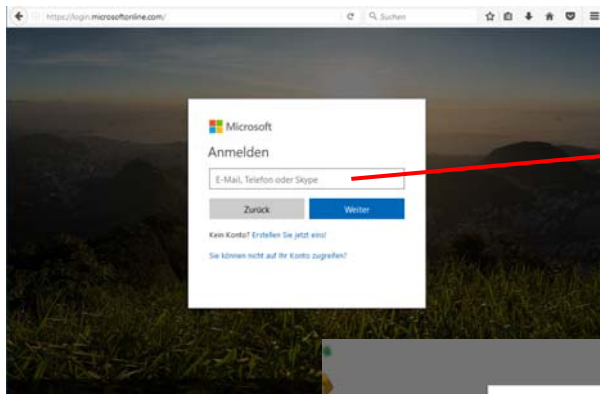 https://login.microsoftonline.com/
Suchen
Microsoft
Anmelden
E-Mail, Telefon oder Skype
Zurück
Weiter
Kein Konto? Erstellen Sie jetzt eins!
Sie können nicht auf Ihr Konto zugreifen?